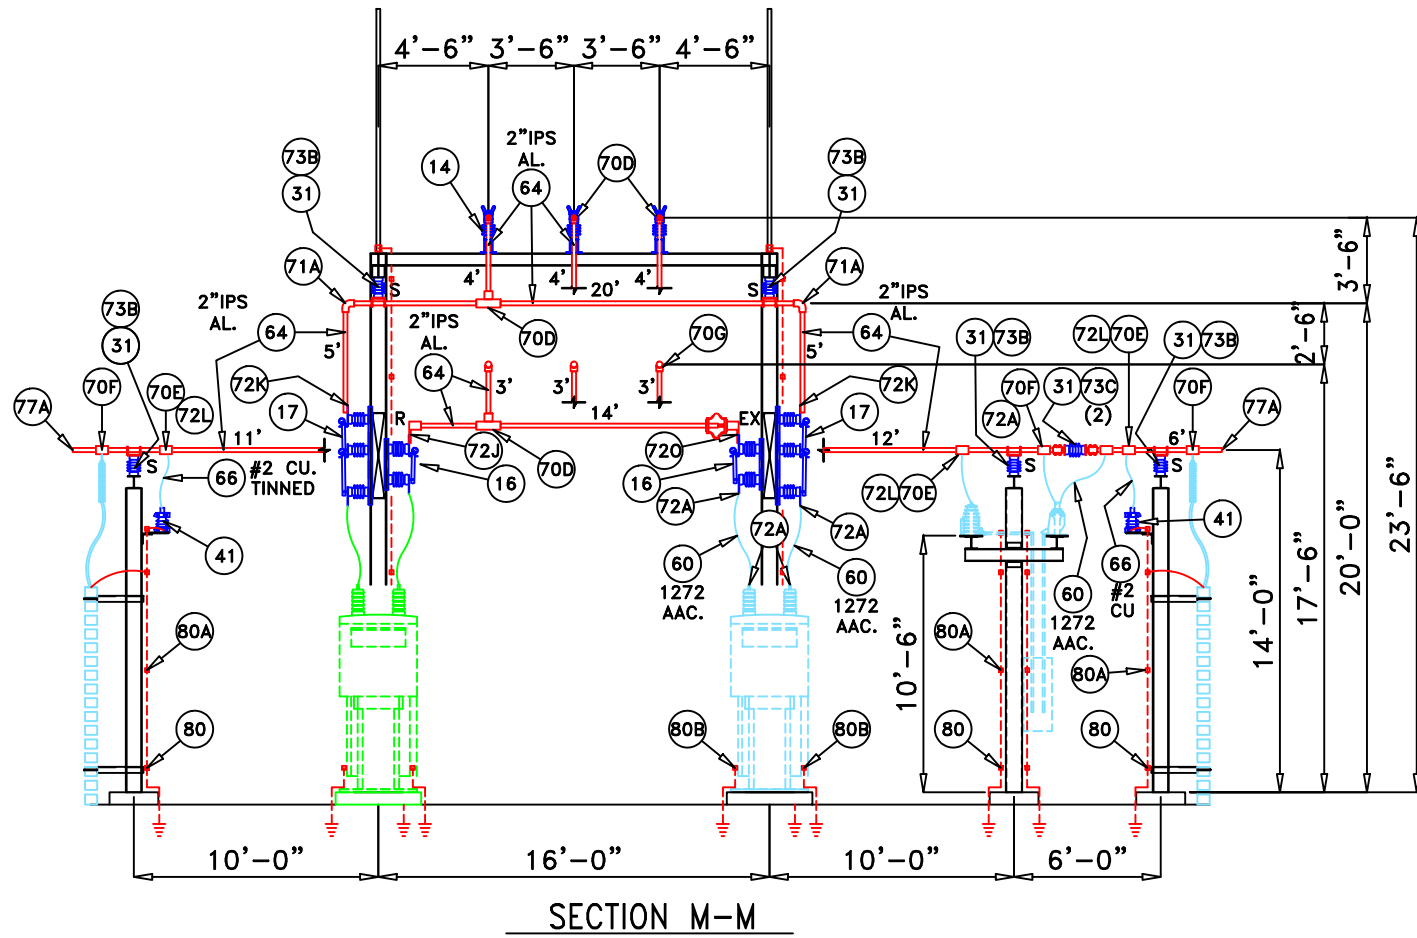 4'-6" 3'-6" 3'-6" 4'-6"
2"IPS
AL.
73B
31
14
64
70D
73B
31
71A
71A
S
4'
4'
4'
S
20'
3'-6"
2'-6"
73B
31
2"IPS
AL.
64
5'
2"IPS
AL.
64
70D
70G
3'
3'
3'
5'
2"IPS
AL.
64
31 73B
72L 70E
31 73B
77A
70F
70E
72L
72K
17
R
14'
EX
72K
17
72A
70F
31
73C
(2)
70F
77A
11'
S
66
#2 CU.
TINNED
72J
16
70D
72O
16
72A
72A
72A
12'
72L 70E
S
S
6'
41
41
60
1272
AAC.
60
1272
AAC.
60
1272
AAC.
66
#2
CU
80A
80A
80A
80
80B
80B
80
80
10'-6"
14'-0"
17'-6"
20'-0"
23'-6"
10'-0" 16'-0" 10'-0" 6'-0"
SECTION M-M